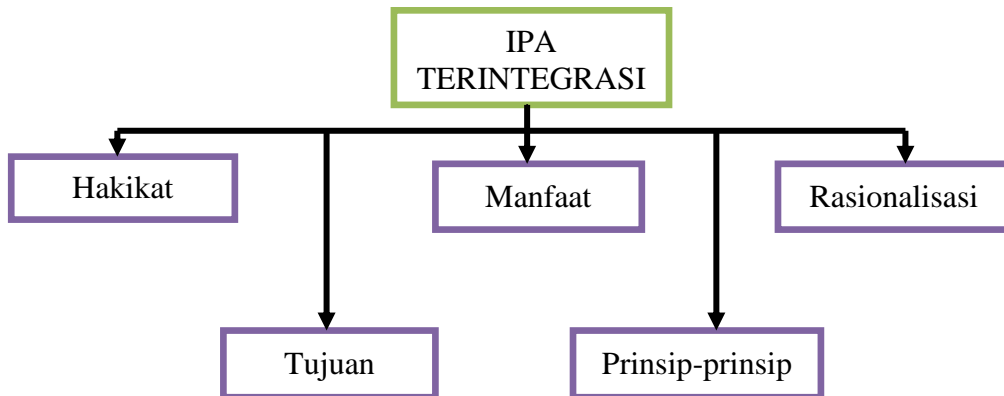 IPA
TERINTEGRASI
Hakikat
Manfaat
Rasionalisasi
Tujuan
Prinsip-prinsip